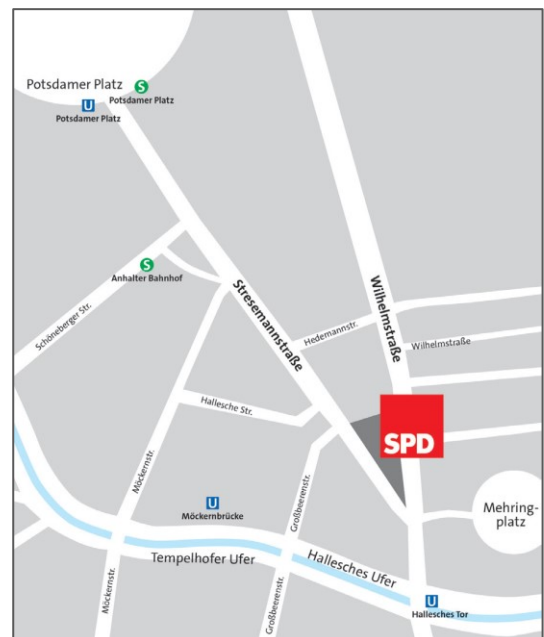 Potsdamer Platz
S
Potsdamer Platz
U
Potsdamer Platz
S
Anhalter Bahnhof
Schöneberger Str.
Stresemannstraße
Wilhelmstraße
Hedemannstr.
Wilhelmstraße
Hallesche Str.
SPD
Möckernstr.
Großbeerenstr.
U
Möckernbrücke
Mehring-
platz
Tempelhofer Ufer
Hallesches Ufer
Möckernstr.
Großbeerenstr.
U
Hallesches Tor